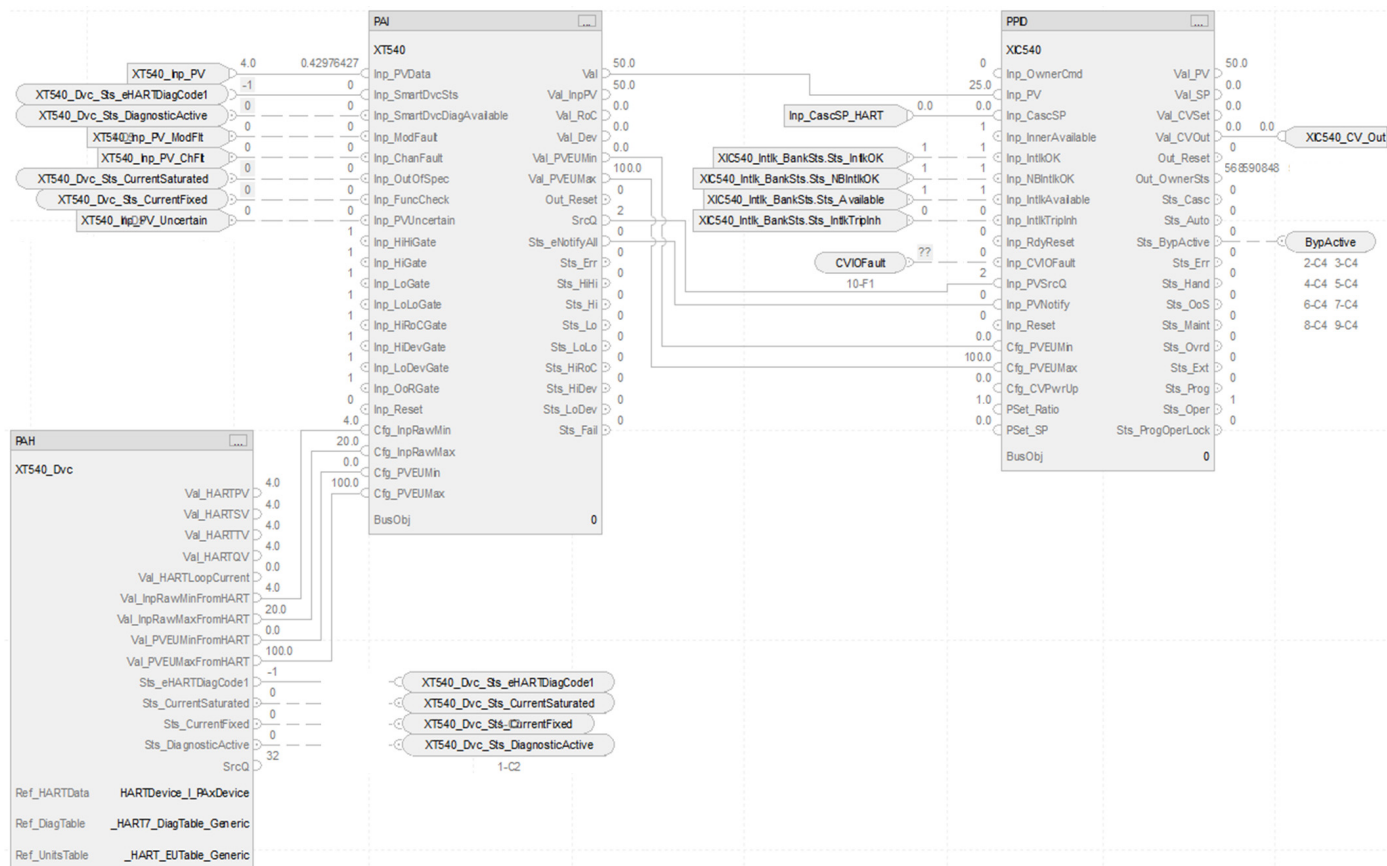 PAI
...
XT540
XT540_Inp_PV
4.0
0.42976427
Inp_PVData
Val
50.0
XT540_Dvc_Sts_eHARTDiagCode1
-1
0
Inp_SmartDvcSts
Val_InpPV
50.0
XT540_Dvc_Sts_DiagnosticActive
0
0
Inp_SmartDvcDiagAvailable
Val_RoC
0.0
0
0
Inp_ModFault
Val_Dev
0.0
XT540_Inp_PV_ChFlt
0
0
Inp_ChanFault
Val_PVEUMin
0.0
XT540_Dvc_Sts_CurrentSaturated
0
0
Inp_OutOfSpec
Val_PVEUMax
100.0
XT540_Dvc_Sts_CurrentFixed
0
0
Inp_FuncCheck
Out_Reset
0
0
0
Inp_PVUncertain
SrcQ
2
1
Inp_HiHiGate
Sts_eNotifyAll
0
1
Inp_HiGate
Sts_Err
0
1
Inp_LoGate
Sts_HiHi
0
1
Inp_LoLoGate
Sts_Hi
0
1
Inp_HiRoCGate
Sts_Lo
0
1
Inp_HiDevGate
Sts_LoLo
0
1
Inp_LoDevGate
Sts_HiRoC
0
1
Inp_OoRGate
Sts_HiDev
0
0
Inp_Reset
Sts_LoDev
0
4.0
Cfg_InpRawMin
Sts_Fail
0
20.0
Cfg_InpRawMax
0.0
Cfg_PVEUMin
100.0
Cfg_PVEUMax
BusObj
0
PPID
...
XIC540
0
Inp_OwnerCmd
Val_PV
50.0
25.0
Inp_PV
Val_SP
0.0
Inp_CascSP_HART
0.0
0.0
Inp_CascSP
Val_CVSet
0.0
1
Inp_InnerAvailable
Val_CVOut
0.0
0.0
XIC540_CV_Out
XIC540_Intlk_BankSts.Sts_IntlkOK
1
1
Inp_IntlkOK
Out_Reset
0
XIC540_Intlk_BankSts.Sts_NBIntlkOK
1
1
Inp_NBIntlkOK
Out_OwnerSts
XIC540_Intlk_BankSts.Sts_Available
1
1
Inp_IntlkAvailable
Sts_Casc
0
XIC540_Intlk_BankSts.Sts_IntlkTripInh
0
0
Inp_IntlkTripInh
Sts_Auto
0
0
Inp_RdyReset
Sts_BypActive
0
BypActive
CVIOFault
??
0
Inp_CVIOFault
Sts_Err
0
2-C4 3-C4
10-F1
2
Inp_PVSrcQ
Sts_Hand
0
4-C4 5-C4
0
Inp_PVNotify
Sts_OoS
0
6-C4 7-C4
0
Inp_Reset
Sts_Maint
0
8-C4 9-C4
0.0
Cfg_PVEUMin
Sts_Ovrd
0
100.0
Cfg_PVEUMax
Sts_Ext
0
0.0
Cfg_CVPwrUp
Sts_Prog
0
1.0
PSet_Ratio
Sts_Oper
1
0.0
PSet_SP
Sts_ProgOperLock
0
BusObj
0
PAH
...
XT540_Dvc
Val_HARTPV
4.0
Val_HARTSV
4.0
Val_HARTTV
4.0
Val_HARTQV
4.0
Val_HARTLoopCurrent
0.0
Val_InpRawMinFromHART
4.0
Val_InpRawMaxFromHART
20.0
Val_PVEUMinFromHART
0.0
Val_PVEUMaxFromHART
100.0
Sts_eHARTDiagCode1
-1
XT540_Dvc_Sts_eHARTDiagCode1
Sts_CurrentSaturated
0
XT540_Dvc_Sts_CurrentSaturated
Sts_CurrentFixed
0
Sts_DiagnosticActive
0
XT540_Dvc_Sts_DiagnosticActive
SrcQ
32
1-C2
Ref_HARTData
HARTDevice_I_PAxDevice
Ref_DiagTable
_HART7_DiagTable_Generic
Ref_UnitsTable
_HART_EUTable_Generic